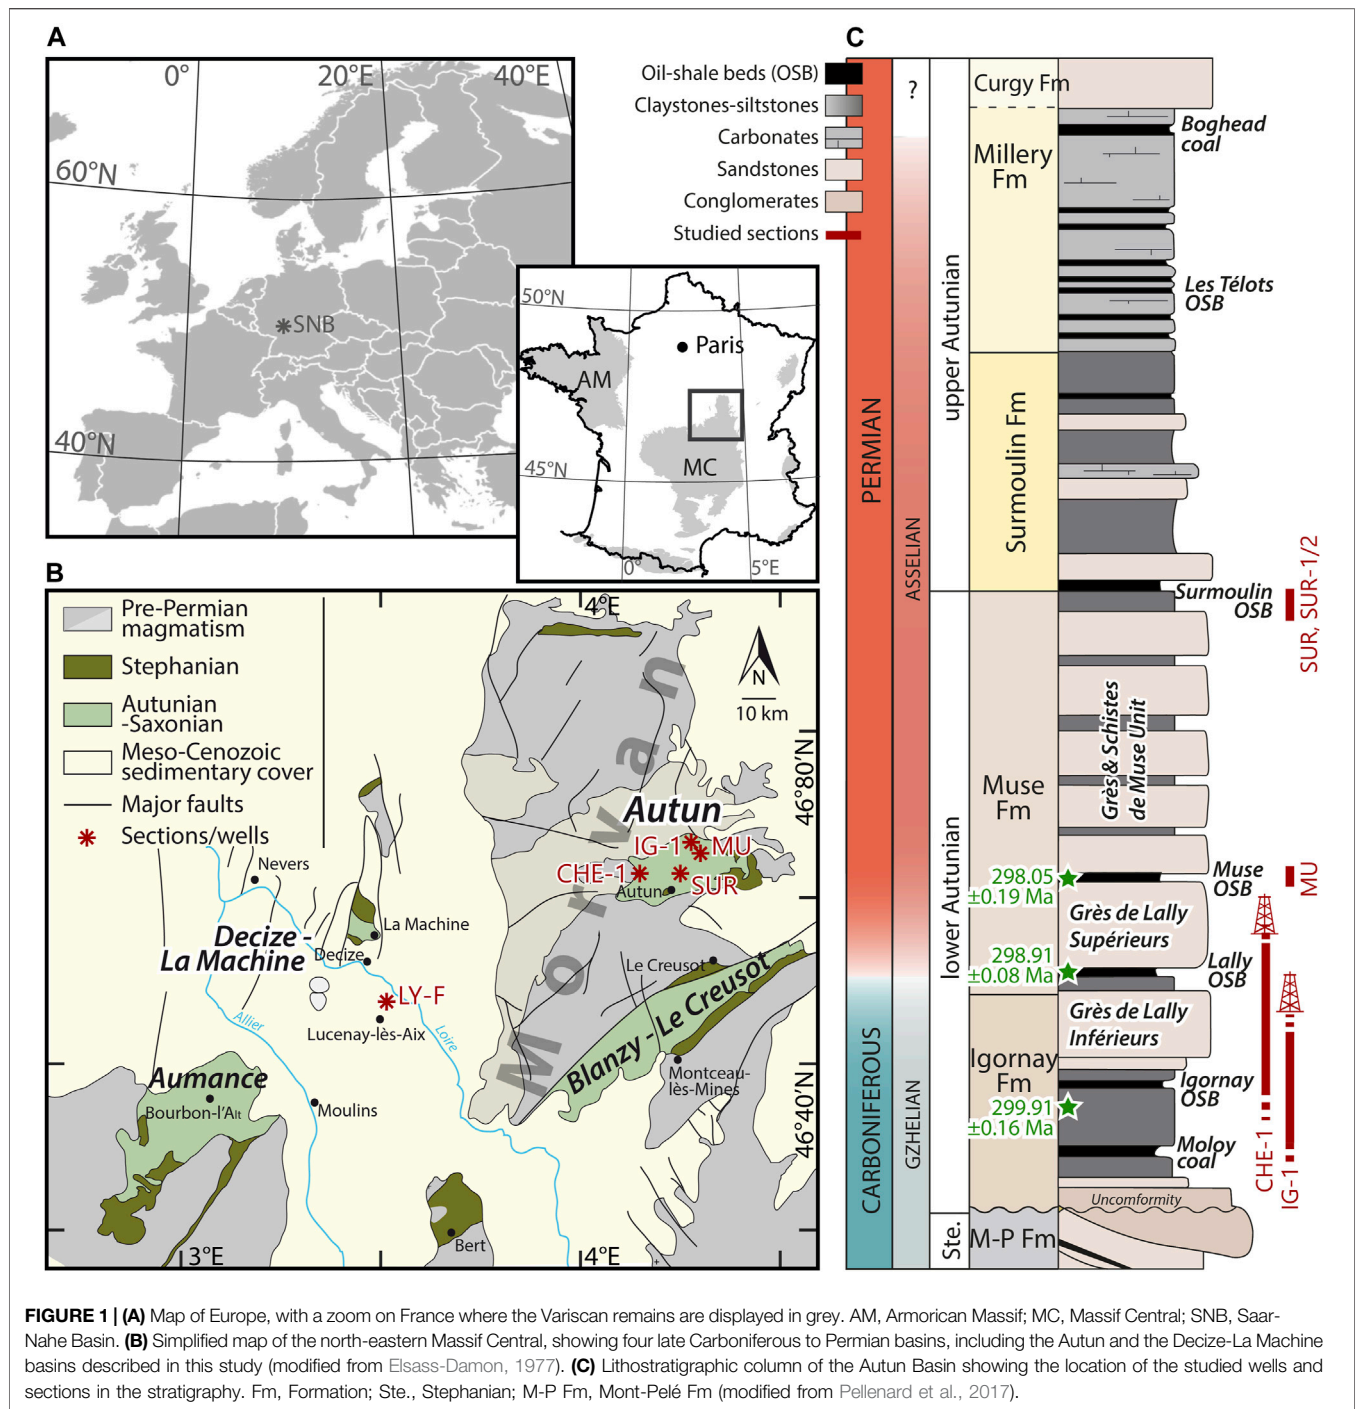 A
0°
20°E
40°E
60°N
40°N
SNB
50°N
Paris
AM
MC
45°N
0°
5°E
B
Pre-Permian
magmatism
Stephanian
Autunian
-Saxonian
Meso-Cenozoic
sedimentary cover
Major faults
Sections/wells
4°E
N
10 km
46°80'N
46°40'N
3°E
4°E
Morvan
Autun
IG-1
MU
CHE-1
SUR
Autun
Nevers
La Machine
Decize -
La Machine
Decize
LY-F
Lucenay-lès-Aix
Allier
Loire
Le Creusot
Blanzy - Le Creusot
Montceau-
lès-Mines
Aumance
Bourbon-l'Alt
Moulins
Bert
C
Oil-shale beds (OSB)
Claystones-siltstones
Carbonates
Sandstones
Conglomerates
Studied sections
PERMIAN
CARBONIFEROUS
?
ASSELIAN
GZHELIAN
upper Autunian
lower Autunian
Ste.
Curgy Fm
Millery
Fm
Surmoulin Fm
Muse
Fm
298.05
±0.19 Ma
298.91
±0.08 Ma
Igornay
Fm
299.91
±0.16 Ma
M-P Fm
Boghead
coal
Les Télots
OSB
Surmoulin
OSB
Grès & Schistes
de Muse Unit
Muse
OSB
Grès de Lally
Supérieurs
Lally
OSB
Grès de Lally
Inférieurs
Igornay
OSB
Moloy
coal
Uncomformity
SUR, SUR-1/2
MU
CHE-1
IG-1
FIGURE 1 | (A) Map of Europe, with a zoom on France where the Variscan remains are displayed in grey. AM, Armorican Massif; MC, Massif Central; SNB, Saar-
Nahe Basin. (B) Simplified map of the north-eastern Massif Central, showing four late Carboniferous to Permian basins, including the Autun and the Decize-La Machine
basins described in this study (modified from Elsass-Damon, 1977). (C) Lithostratigraphic column of the Autun Basin showing the location of the studied wells and
sections in the stratigraphy. Fm, Formation; Ste., Stephanian; M-P Fm, Mont-Pelé Fm (modified from Pellenard et al., 2017).